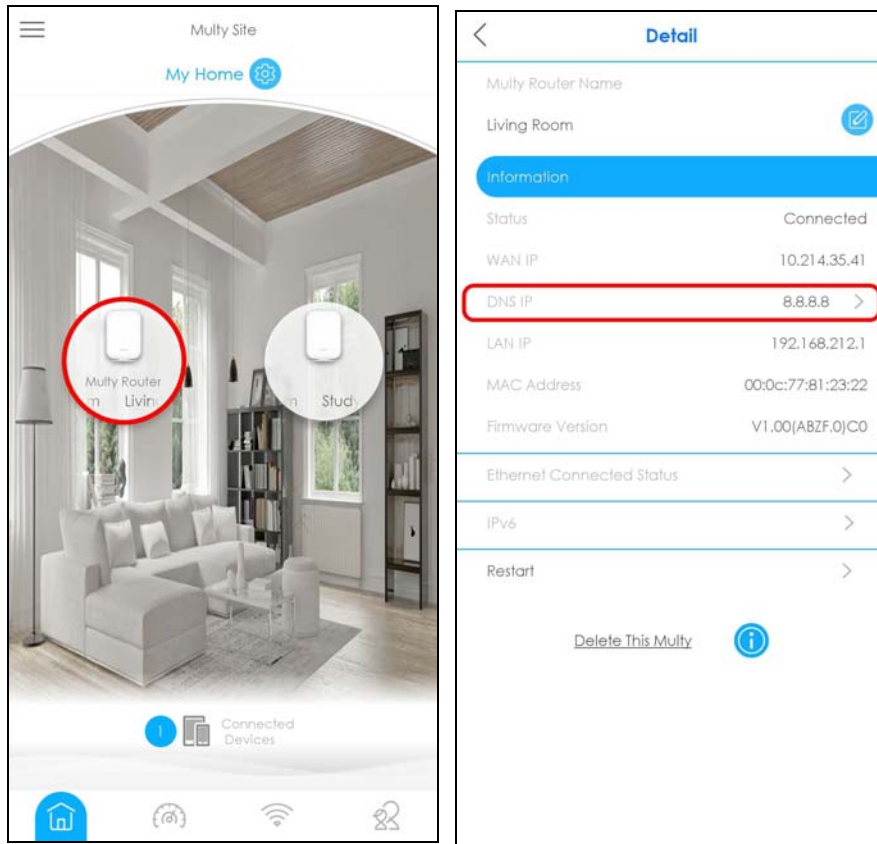 Multy Site
My Home
Multy Router
m Livin
n Stud
1
Connected
Devices
Detail
Multy Router Name
Living Room
Information
Status Connected
WAN IP 10.214.35.41
DNS IP 8.8.8.8 >
LAN IP 192.168.212.1
MAC Address 00:0c:77:81:23:22
Firmware Version V1.00(ABZF.0)C0
Ethernet Connected Status >
IPv6 >
Restart >
Delete This Multy